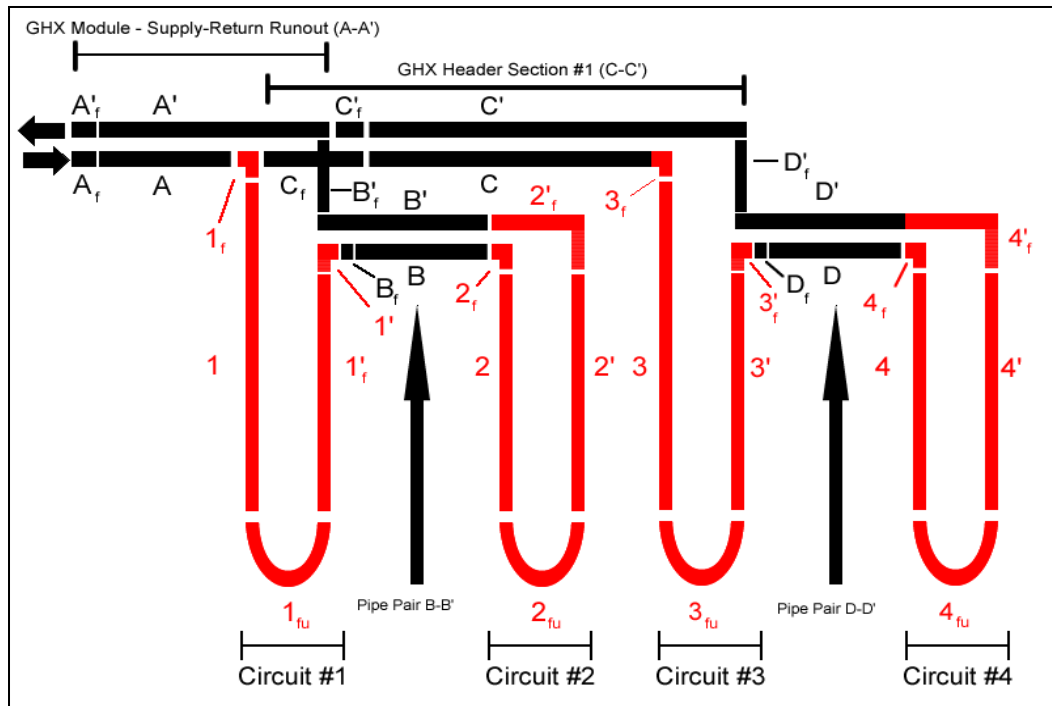 GHX Module - Supply-Return Runout (A-A')
GHX Header Section #1 (C-C')
A'f A' C'f C'
Af A Cf B'f C D'f
1f B' 2'f 3f D'
Bf B 2f 3'f Df D 4f 4'f
1'
1 1'f 2 2' 3 3' 4 4'
Pipe Pair B-B' Pipe Pair D-D'
1fu 2fu 3fu 4fu
Circuit #1 Circuit #2 Circuit #3 Circuit #4